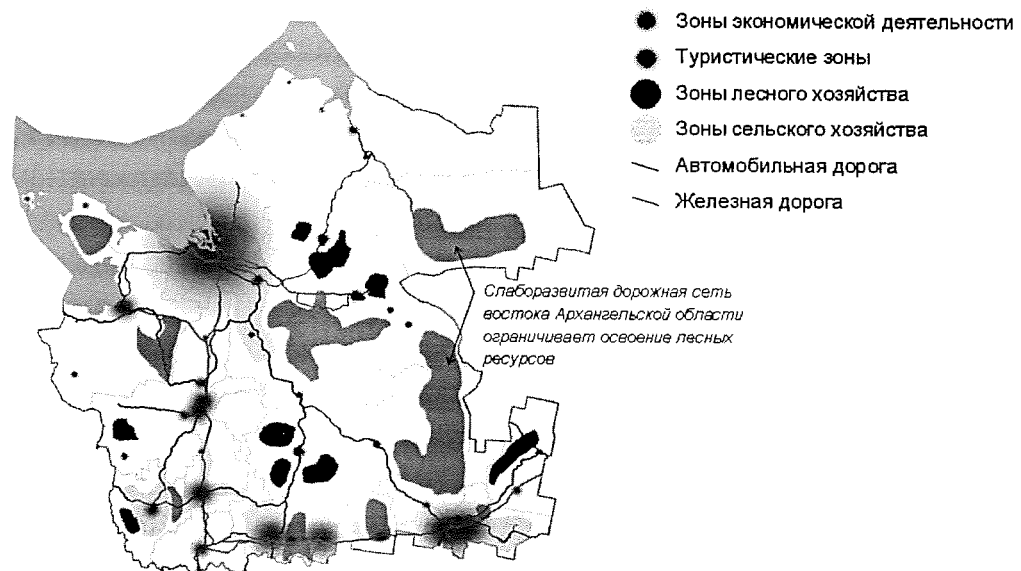 Зоны экономической деятельности
Туристические зоны
Зоны лесного хозяйства
Зоны сельского хозяйства
Автомобильная дорога
Железная дорога
Слаборазвитая дорожная сеть
востока Архангельской области
ограничивает освоение лесных
ресурсов